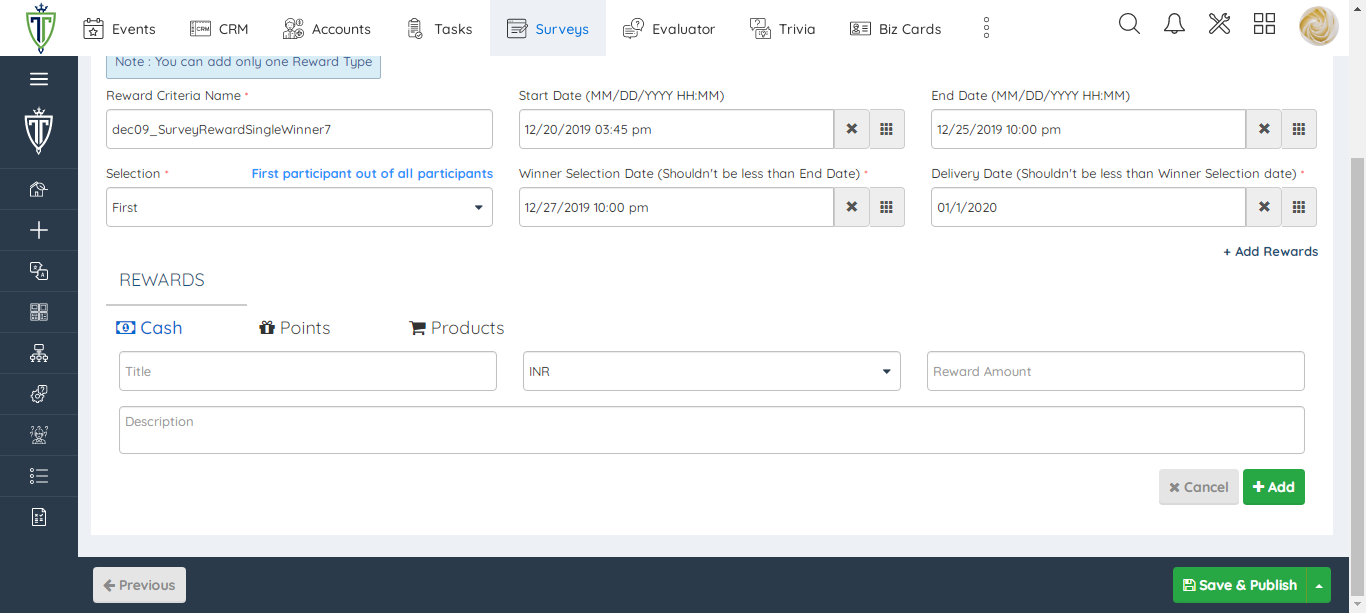 Events CRM CRM Accounts Tasks Surveys Evaluator Trivia Biz Cards
Note : You can add only one Reward Type
Reward Criteria Name * Start Date (MM/DD/YYYY HH:MM) End Date (MM/DD/YYYY HH:MM)
dec09_SurveyRewardSingleWinner7 12/20/2019 03:45 pm 12/25/2019 10:00 pm
Selection * First participant out of all participants Winner Selection Date (Shouldn't be less than End Date) * Delivery Date (Shouldn't be less than Winner Selection date) *
First 12/27/2019 10:00 pm 01/1/2020
+ Add Rewards
REWARDS
Cash Points Products
Title INR Reward Amount
Description
Cancel Add
Previous Save & Publish